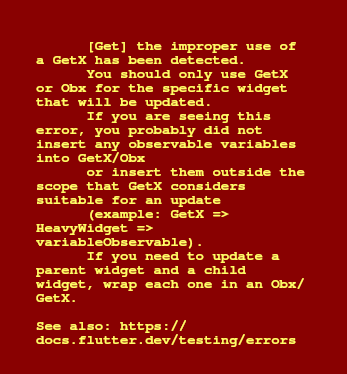 [Get] the improper use of
a GetX has been detected.
You should only use GetX
or Obx for the specific widget
that will be updated.
If you are seeing this
error, you probably did not
insert any observable variables
into GetX/Obx
or insert them outside the
scope that GetX considers
suitable for an update
(example: GetX =>
HeavyWidget =>
variableObservable).
If you need to update a
parent widget and a child
widget, wrap each one in an Obx/
GetX.
See also: https://
docs.flutter.dev/testing/errors